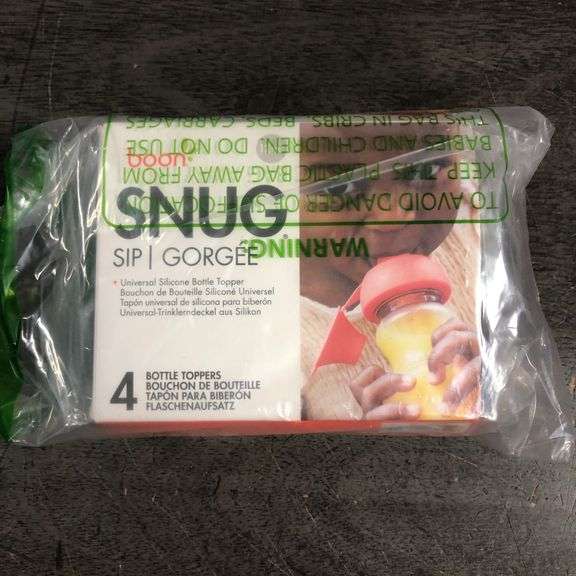 THIS BAG IN CRIBS. BEDS. CARRIAGES
BABIES AND CHILDREN. DO NOT USE
KEEP THIS PLASTIC BAG AWAY FROM
TO AVOID DANGER OF SUFFOCATION
WARNING:
boon
SNUG
SIP | GORGÉE
Universal Silicone Bottle Topper
Bouchon de Bouteille Siliconé Universel
Tapón universal de silicona para biberón
Universal-Trinklerndeckel aus Silikon
4
BOTTLE TOPPERS
BOUCHON DE BOUTEILLE
TAPÓN PARA BIBERÓN
FLASCHENAUFSATZ